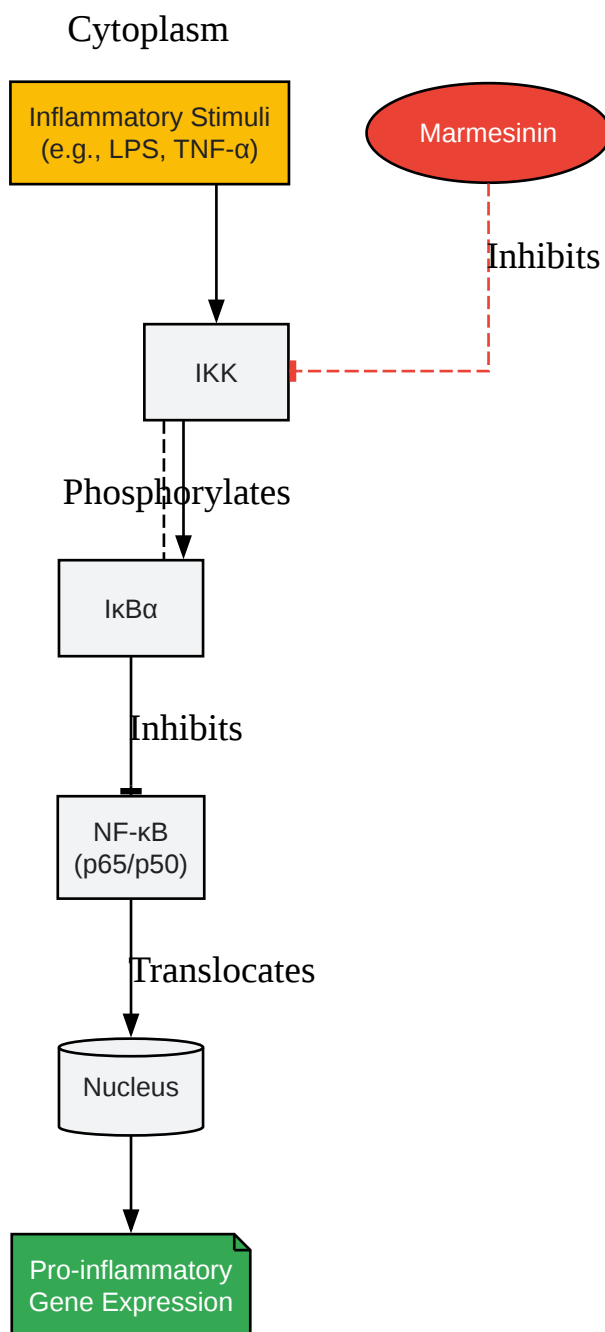 Cytoplasm
Inflammatory Stimuli
(e.g., LPS, TNF-α)
Marmesinin
Inhibits
IKK
Phosphorylates
IκBα
Inhibits
NF-κB
(p65/p50)
Translocates
Nucleus
Pro-inflammatory
Gene Expression